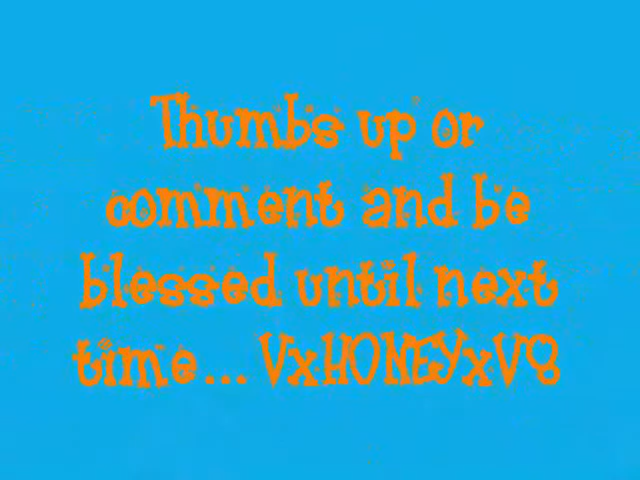 Thumbs up or
comment and be
blessed until next
time... VxHONEYxV8